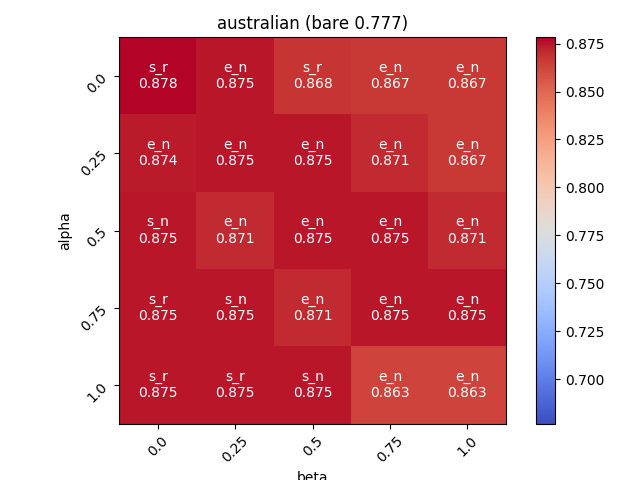 australian (bare 0.777)
alpha
0.0
s_r
0.878
e_n
0.875
s_r
0.868
e_n
0.867
e_n
0.867
0.25
e_n
0.874
e_n
0.875
e_n
0.875
e_n
0.871
e_n
0.867
0.5
s_n
0.875
e_n
0.871
e_n
0.875
e_n
0.875
e_n
0.871
0.75
s_r
0.875
s_n
0.875
e_n
0.871
e_n
0.875
e_n
0.875
1.0
s_r
0.875
s_r
0.875
s_n
0.875
e_n
0.863
e_n
0.863
0.0
0.25
0.5
0.75
1.0
beta
0.875
0.850
0.825
0.800
0.775
0.750
0.725
0.700